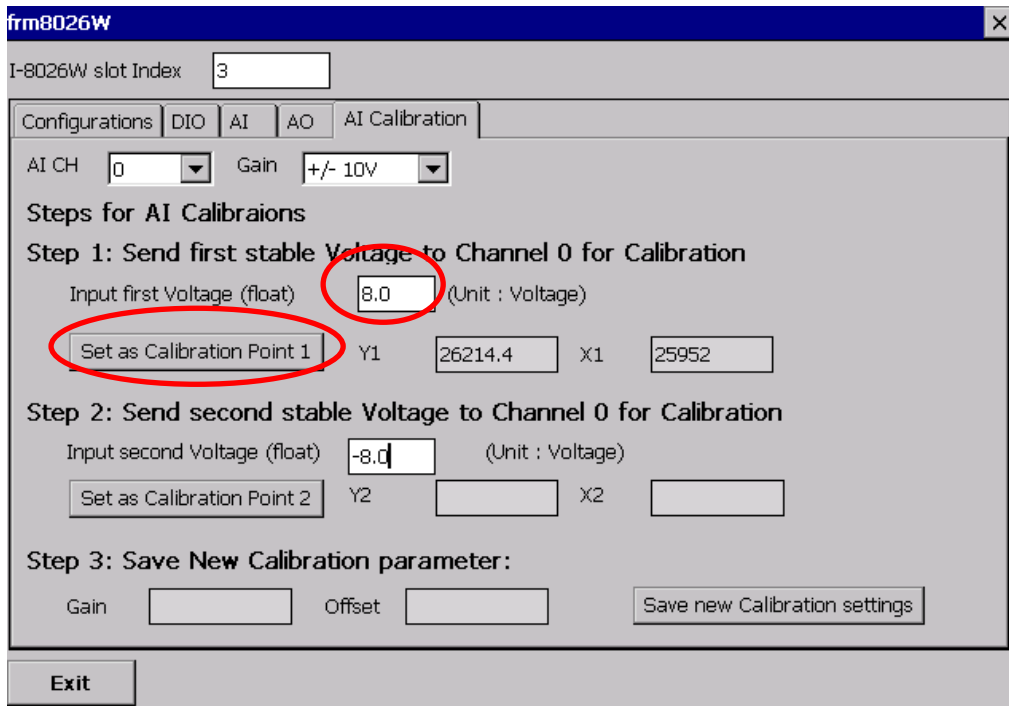 frm8026W
I-8026W slot Index 3
Configurations DIO AI AO AI Calibration
AI CH 0 Gain +/- 10V
Steps for AI Calibraions
Step 1: Send first stable Voltage to Channel 0 for Calibration
Input first Voltage (float) 8.0 (Unit : Voltage)
Set as Calibration Point 1 Y1 26214.4 X1 25952
Step 2: Send second stable Voltage to Channel 0 for Calibration
Input second Voltage (float) -8.0 (Unit : Voltage)
Set as Calibration Point 2 Y2 X2
Step 3: Save New Calibration parameter:
Gain Offset Save new Calibration settings
Exit